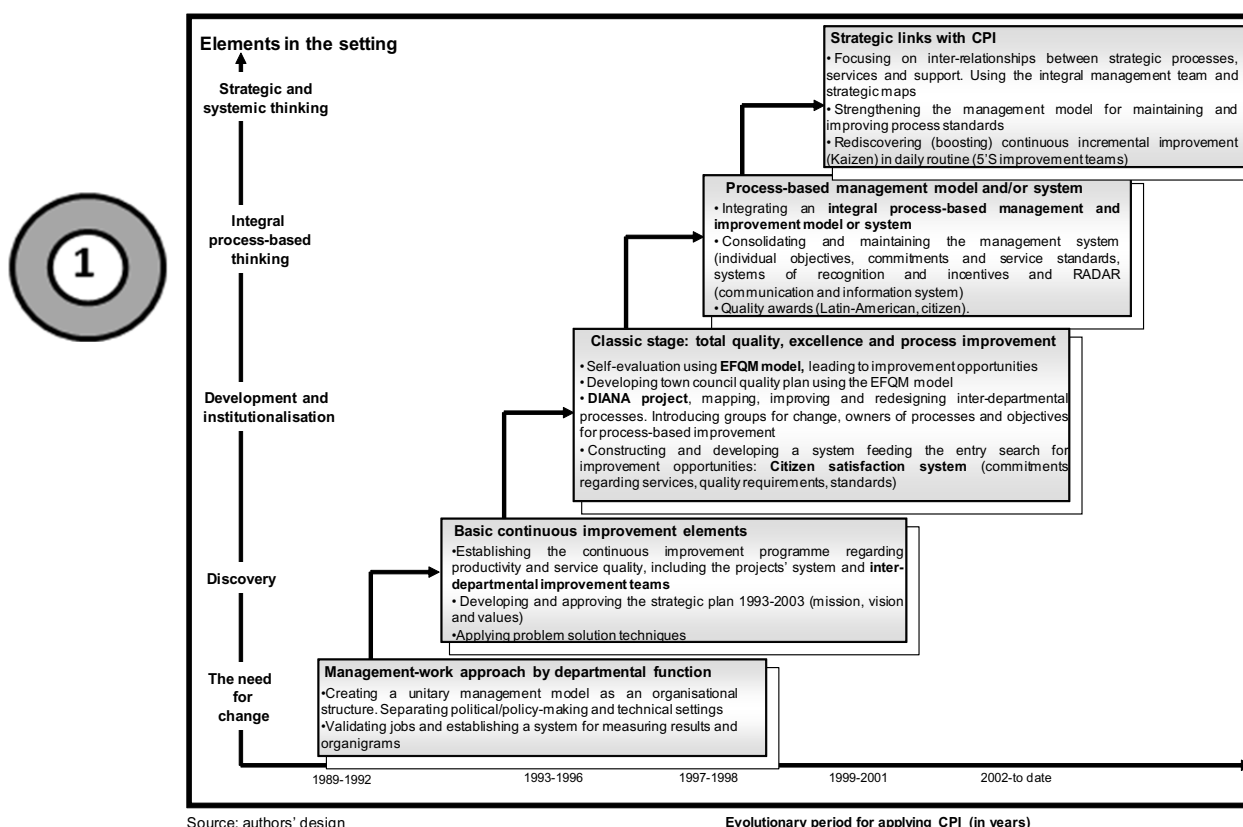 Elements in the setting
Strategic and
systemic thinking
Integral
process-based
thinking
Development and
institutionalisation
Discovery
The need
for
change
1
Strategic links with CPI
• Focusing on inter-relationships between strategic processes,
services and support. Using the integral management team and
strategic maps
• Strengthening the management model for maintaining and
improving process standards
• Rediscovering (boosting) continuous incremental improvement
(Kaizen) in daily routine (5'S improvement teams)
Process-based management model and/or system
• Integrating an integral process-based management and
improvement model or system
• Consolidating and maintaining the management system
(individual objectives, commitments and service standards,
systems of recognition and incentives and RADAR
(communication and information system)
• Quality awards (Latin-American, citizen).
Classic stage: total quality, excellence and process improvement
• Self-evaluation using EFQM model, leading to improvement opportunities
• Developing town council quality plan using the EFQM model
• DIANA project, mapping, improving and redesigning inter-departmental
processes. Introducing groups for change, owners of processes and objectives
for process-based improvement
• Constructing and developing a system feeding the entry search for
improvement opportunities: Citizen satisfaction system (commitments
regarding services, quality requirements, standards)
Basic continuous improvement elements
•Establishing the continuous improvement programme regarding
productivity and service quality, including the projects' system and inter-
departmental improvement teams
• Developing and approving the strategic plan 1993-2003 (mission, vision
and values)
•Applying problem solution techniques
Management-work approach by departmental function
•Creating a unitary management model as an organisational
structure. Separating political/policy-making and technical settings
•Validating jobs and establishing a system for measuring results and
organigrams
1989-1992
1993-1996
1997-1998
1999-2001
2002-to date
Source: authors' design
Evolutionary period for applying CPI (in years)